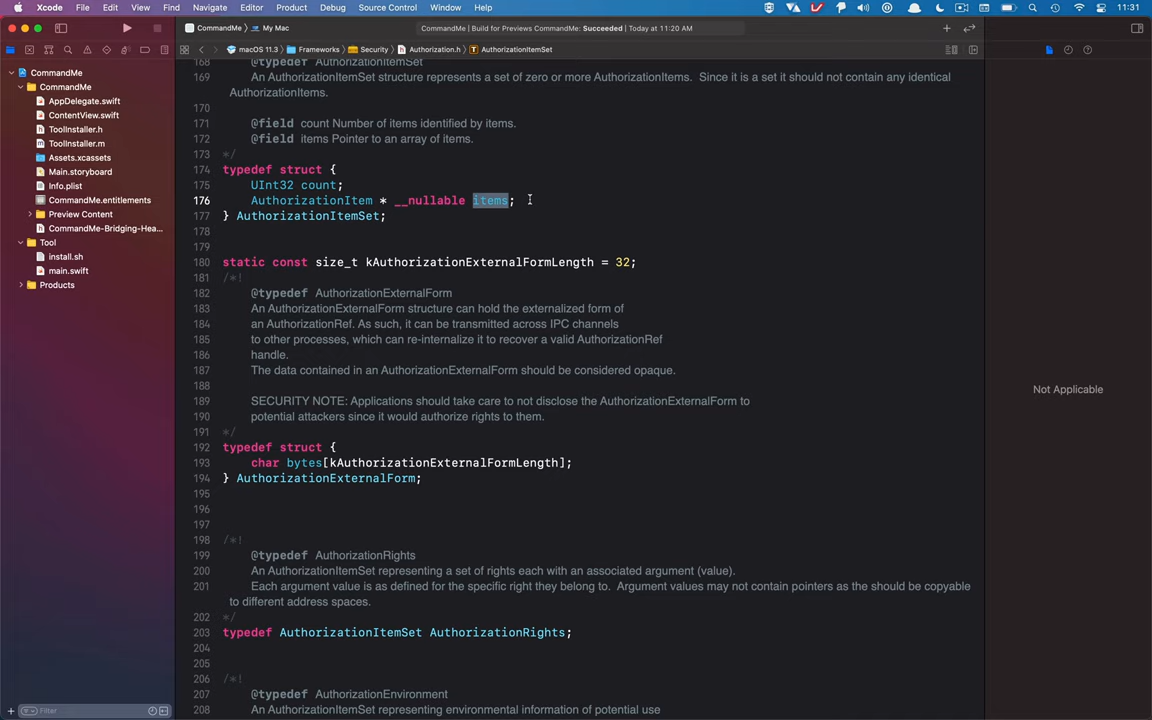 Xcode File Edit View Find Navigate Editor Product Debug Source Control Window Help 11:31
CommandMe My Mac CommandMe | Build for Previews CommandMe: Succeeded | Today at 11:20 AM
macOS 11.3 Frameworks Security Authorization.h T AuthorizationItemSet
CommandMe
CommandMe
AppDelegate.swift
ContentView.swift
ToolInstaller.h
ToolInstaller.m
Assets.xcassets
Main.storyboard
Info.plist
CommandMe.entitlements
Preview Content
CommandMe-Bridging-Hea...
Tool
install.sh
main.swift
Products
Filter
168 @typedef AuthorizationItemSet
169 An AuthorizationItemSet structure represents a set of zero or more AuthorizationItems. Since it is a set it should not contain any identical
AuthorizationItems.
170
171 @field count Number of items identified by items.
172 @field items Pointer to an array of items.
173 */
174 typedef struct {
175 UInt32 count;
176 AuthorizationItem * __nullable items;
177 } AuthorizationItemSet;
178
179
180 static const size_t kAuthorizationExternalFormLength = 32;
181 /*!
182 @typedef AuthorizationExternalForm
183 An AuthorizationExternalForm structure can hold the externalized form of
184 an AuthorizationRef. As such, it can be transmitted across IPC channels
185 to other processes, which can re-internalize it to recover a valid AuthorizationRef
186 handle.
187 The data contained in an AuthorizationExternalForm should be considered opaque.
188
189 SECURITY NOTE: Applications should take care to not disclose the AuthorizationExternalForm to
190 potential attackers since it would authorize rights to them.
191 */
192 typedef struct {
193 char bytes[kAuthorizationExternalFormLength];
194 } AuthorizationExternalForm;
195
196
197
198 /*!
199 @typedef AuthorizationRights
200 An AuthorizationItemSet representing a set of rights each with an associated argument (value).
201 Each argument value is as defined for the specific right they belong to. Argument values may not contain pointers as the should be copyable
to different address spaces.
202 */
203 typedef AuthorizationItemSet AuthorizationRights;
204
205
206 /*!
207 @typedef AuthorizationEnvironment
208 An AuthorizationItemSet representing environmental information of potential use
Not Applicable